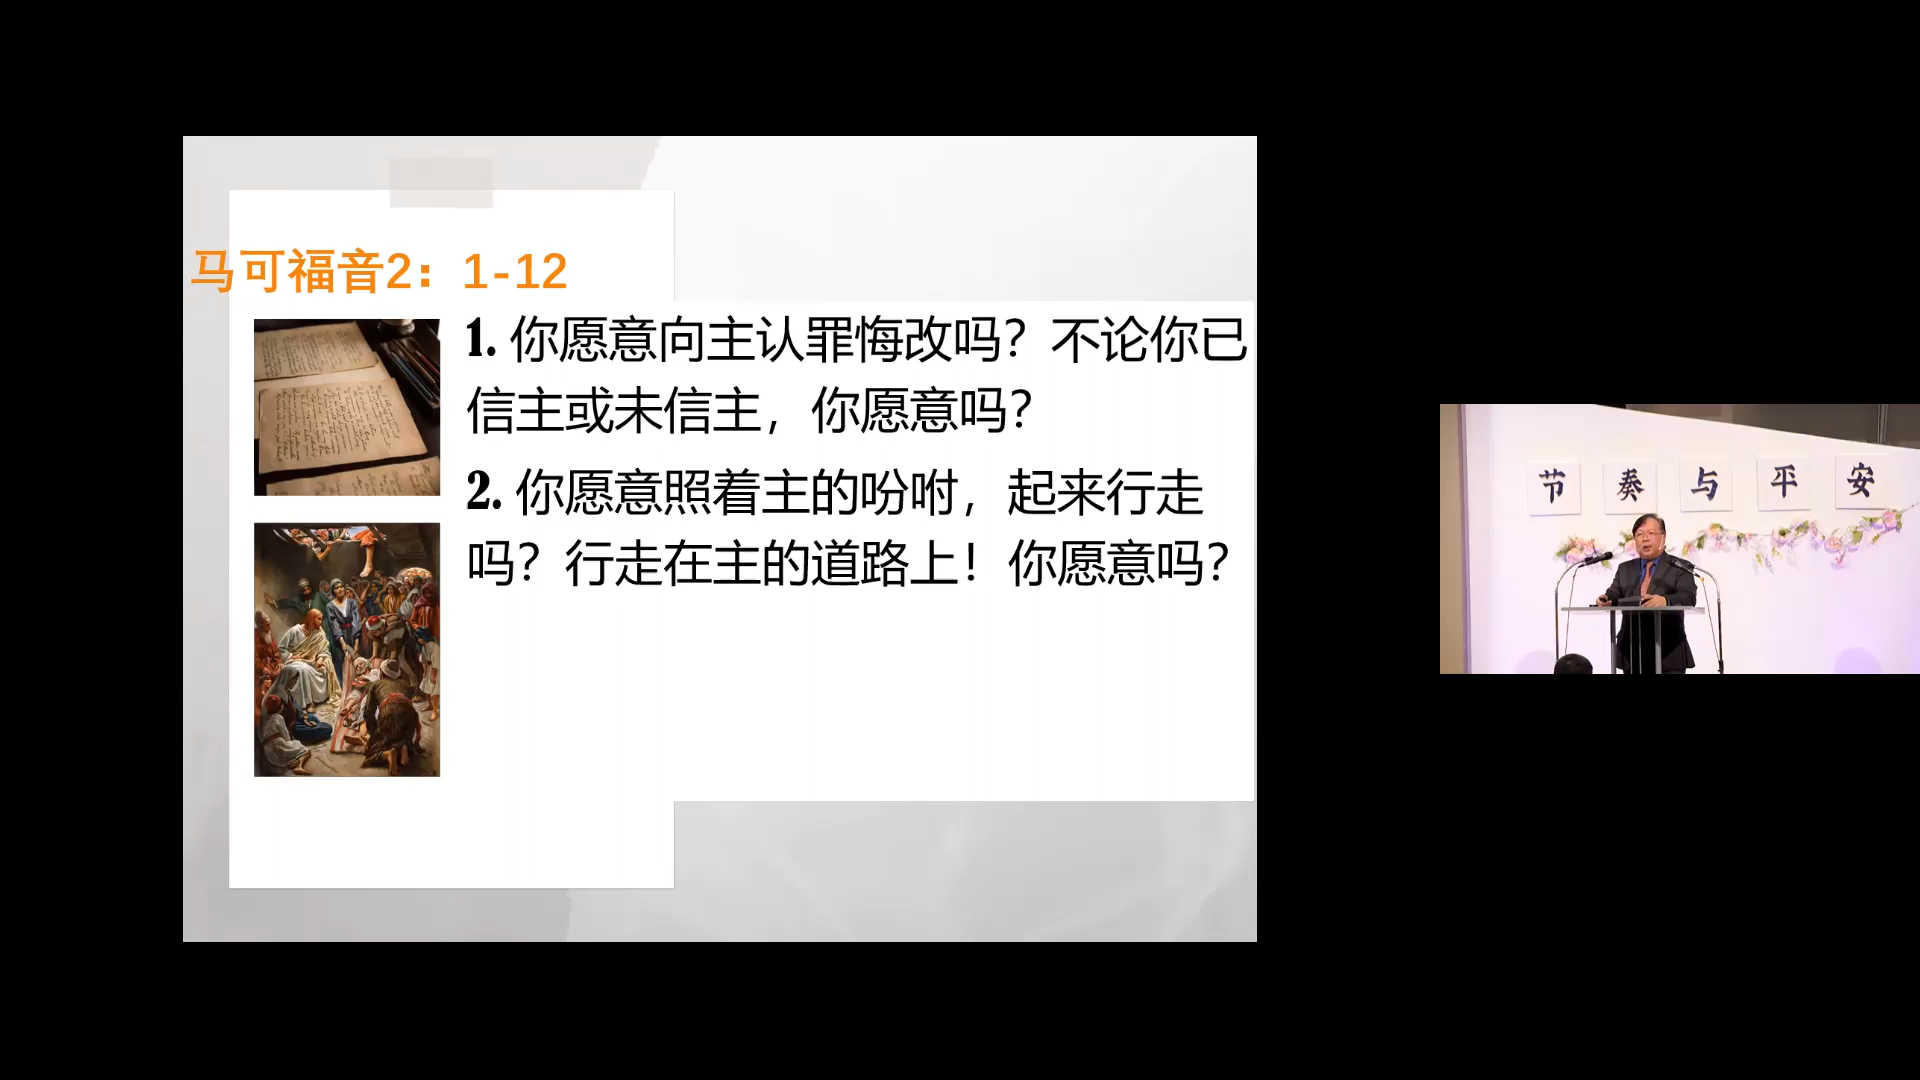 马可福音2：1-12
1. 你愿意向主认罪悔改吗？不论你已
信主或未信主，你愿意吗？
2. 你愿意照着主的吩咐，起来行走
吗？行走在主的道路上！你愿意吗？
节奏与平安